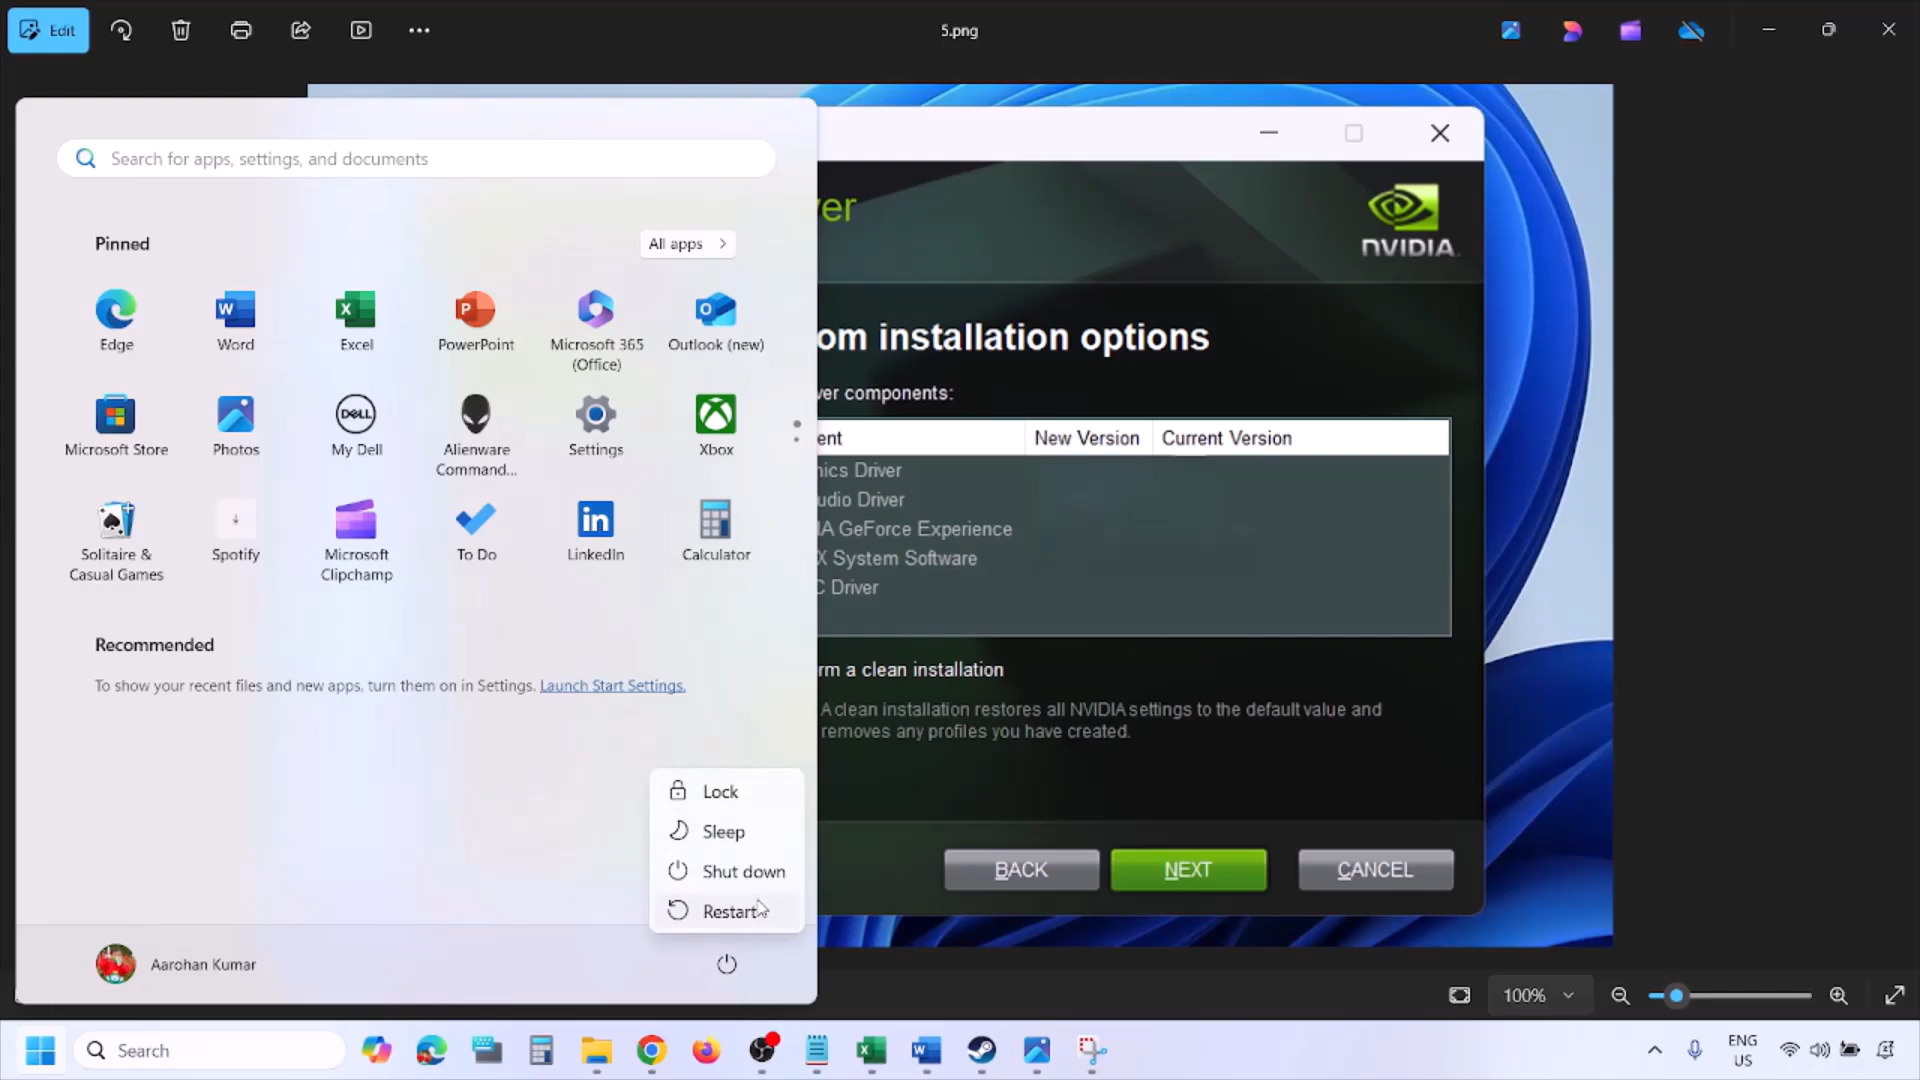 Edit
5.png
Search for apps, settings, and documents
Pinned
All apps
Edge
Word
Excel
PowerPoint
Microsoft 365
(Office)
Outlook (new)
Microsoft Store
Photos
DELL
My Dell
Alienware
Command...
Settings
Xbox
Solitaire &
Casual Games
Spotify
Microsoft
Clipchamp
To Do
LinkedIn
Calculator
Recommended
To show your recent files and new apps, turn them on in Settings. Launch Start Settings.
Lock
Sleep
Shut down
Restart
Aarohan Kumar
ver
NVIDIA
om installation options
ver components:
ent
New Version
Current Version
nics Driver
udio Driver
IA GeForce Experience
X System Software
C Driver
rm a clean installation
A clean installation restores all NVIDIA settings to the default value and
removes any profiles you have created.
BACK
NEXT
CANCEL
100%
Search
ENG
US